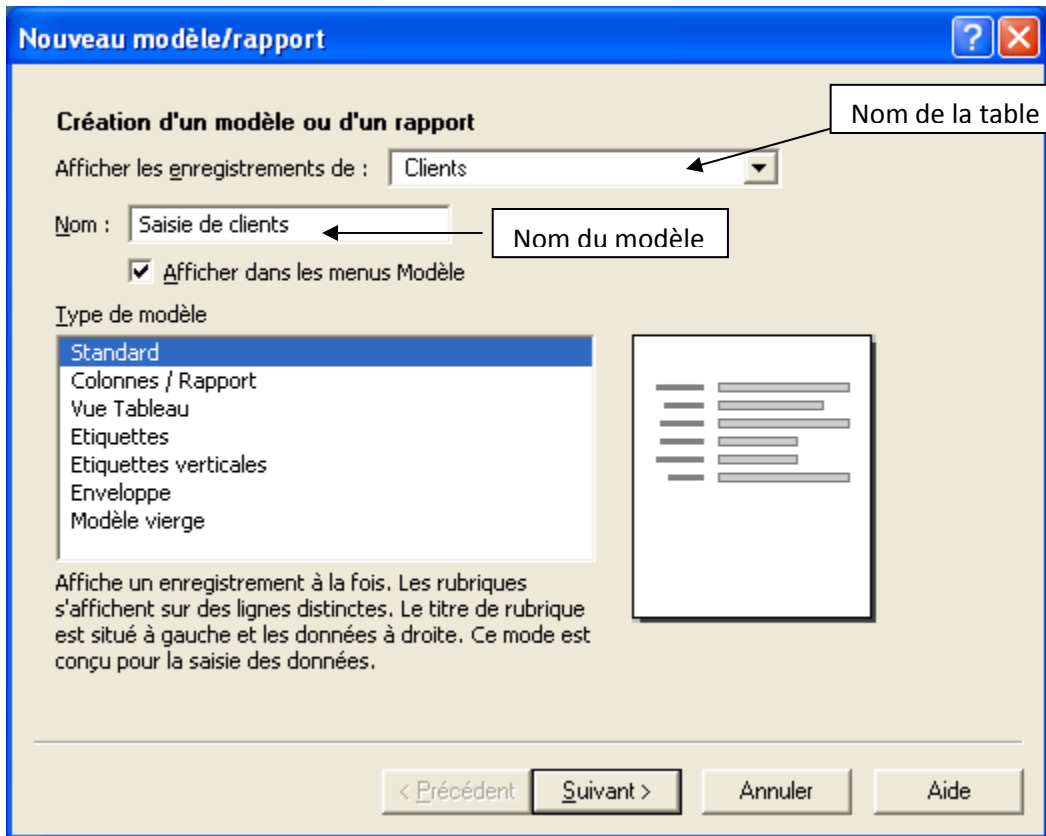 Nouveau modèle/rapport
Création d'un modèle ou d'un rapport
Nom de la table
Afficher les enregistrements de : Clients
Nom : Saisie de clients
Nom du modèle
Afficher dans les menus Modèle
Type de modèle
Standard
Colonnes / Rapport
Vue Tableau
Etiquettes
Etiquettes verticales
Enveloppe
Modèle vierge
Affiche un enregistrement à la fois. Les rubriques
s'affichent sur des lignes distinctes. Le titre de rubrique
est situé à gauche et les données à droite. Ce mode est
conçu pour la saisie des données.
< Précédent Suivant > Annuler Aide